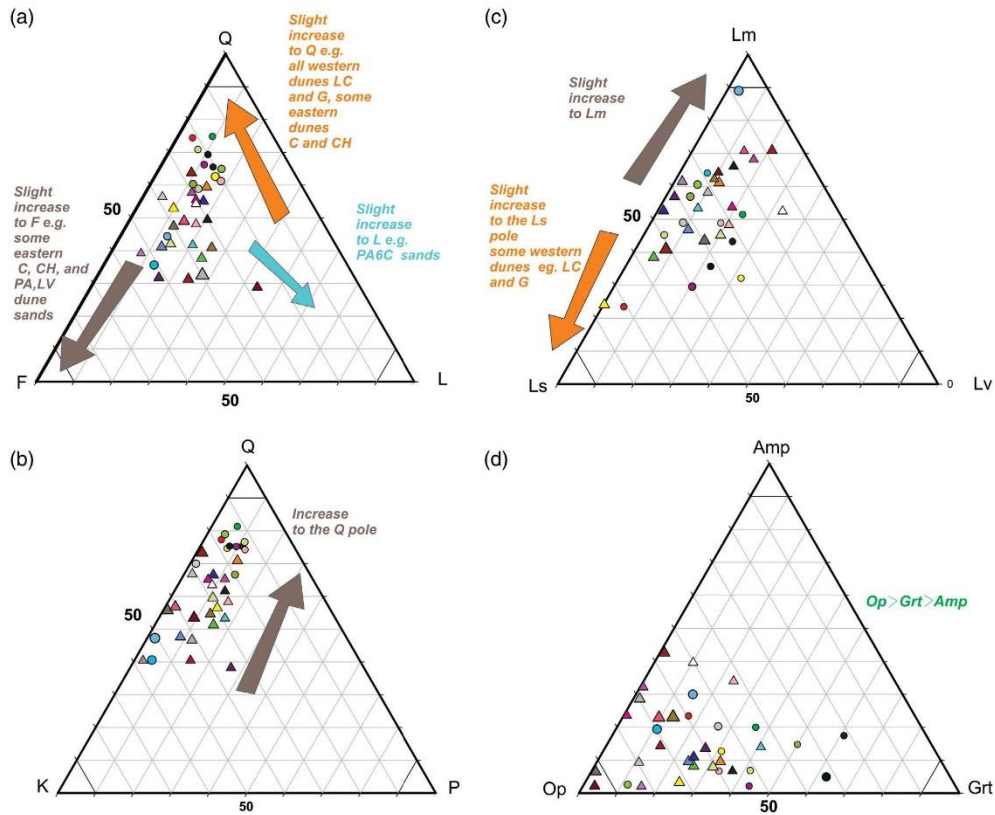 (a)
Q
Slight
increase
to Q e.g.
all western
dunes LC
and G, some
eastern
dunes
C and CH
Slight
increase
to F e.g.
some
eastern
C, CH, and
PA,LV
dune
sands
50
Slight
increase
to L e.g.
PA6C sands
F
50
L
(c)
Lm
Slight
increase
to Lm
Slight
increase
to the Ls
pole
some western
dunes eg. LC
and G
50
Ls
50
Lv
0
(b)
Q
Increase
to the Q pole
50
K
50
P
(d)
Amp
Op>Grt>Amp
Op
50
Grt